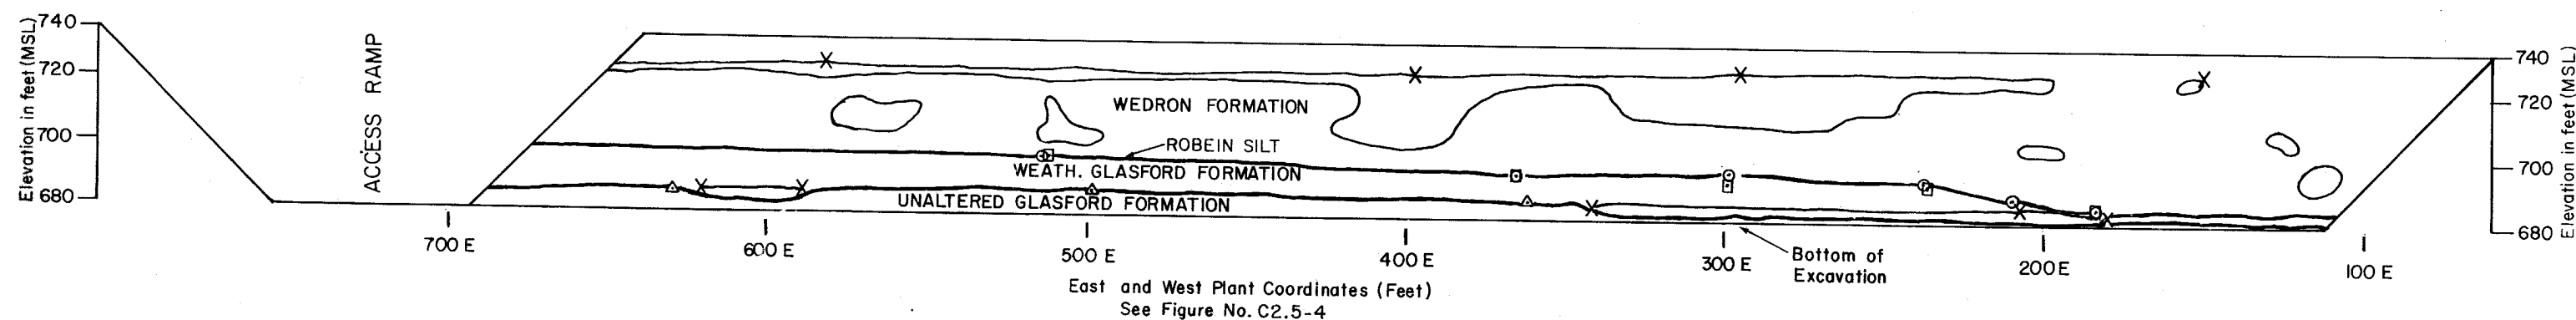 Elevation in feet (MSL)
740
720
700
680
ACCESS RAMP
WEDRON FORMATION
ROBEIN SILT
WEATH. GLASFORD FORMATION
UNALTERED GLASFORD FORMATION
740
720
700
680
Elevation in feet (MSL)
700 E
600 E
500 E
400 E
300 E
200 E
100 E
Bottom of
Excavation
East and West Plant Coordinates (Feet)
See Figure No. C2.5-4